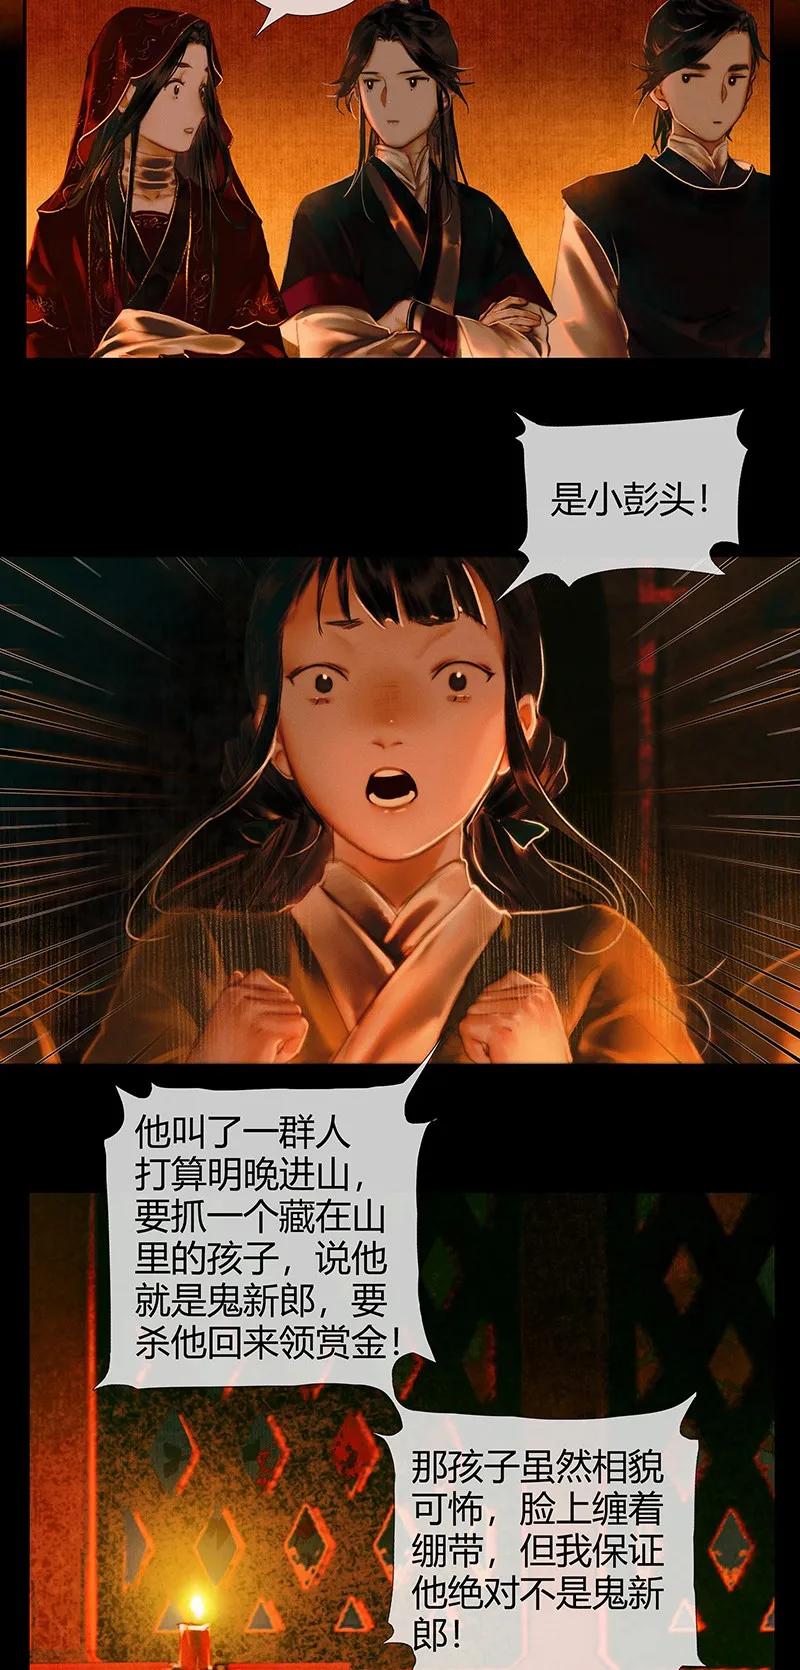 是小彭头！
他叫了一群人
打算明晚进山，
要抓一个藏在山
里的孩子，说他
就是鬼新郎，要
杀他回来领赏金！
那孩子虽然相貌
可怖，脸上缠着
绷带，但我保证
他绝对不是鬼新
郎！